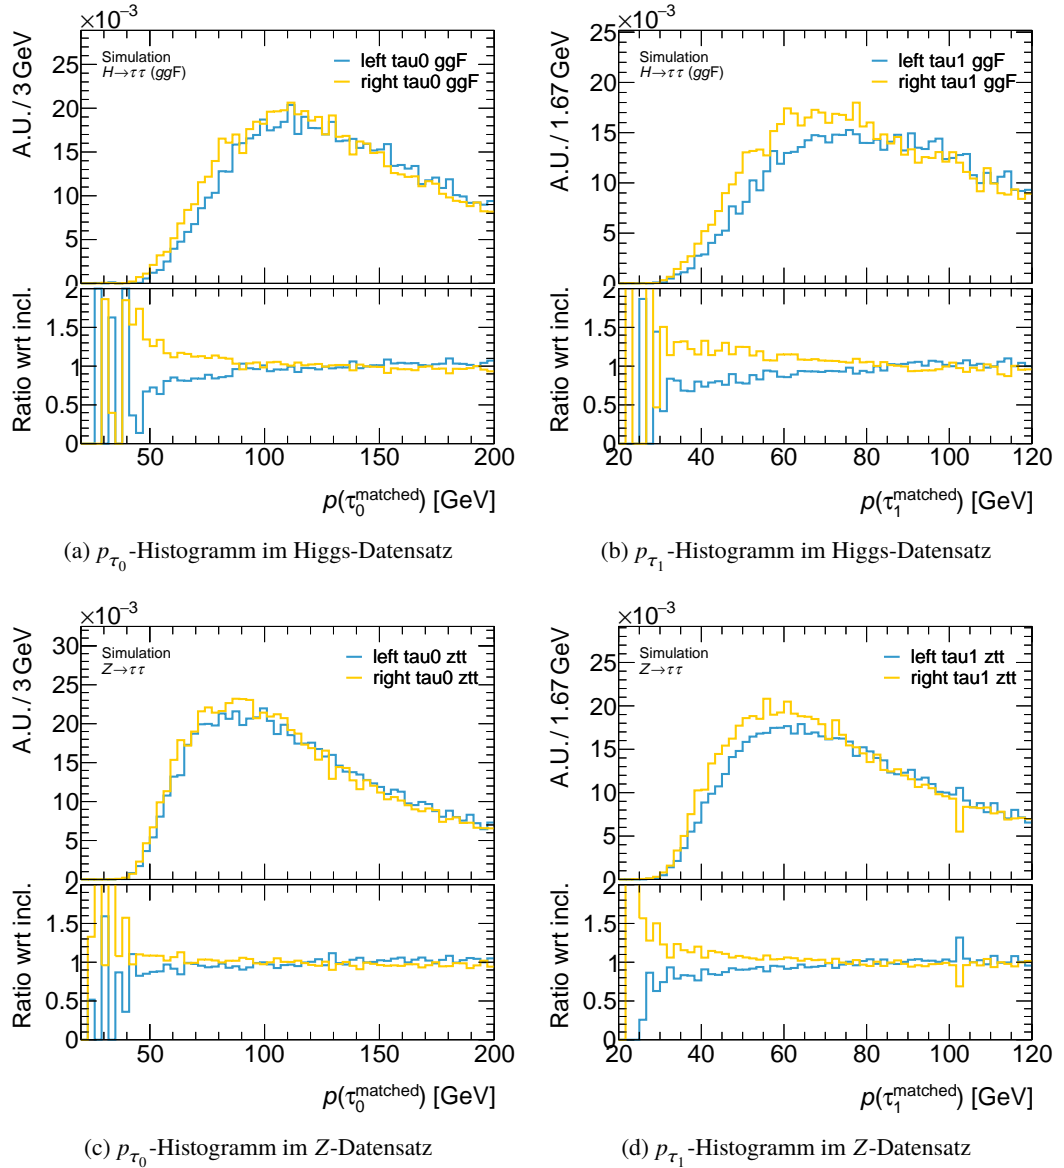 ×10⁻³
A.U. / 3 GeV
25
20
15
10
5
0
Simulation
H→ττ (ggF)
left tau0 ggF
right tau0 ggF
Ratio wrt incl.
2
1.5
1
0.5
0
50 100 150 200
p(τ₀^matched) [GeV]
(a) p_τ₀-Histogramm im Higgs-Datensatz
×10⁻³
A.U. / 1.67 GeV
25
20
15
10
5
0
Simulation
H→ττ (ggF)
left tau1 ggF
right tau1 ggF
Ratio wrt incl.
2
1.5
1
0.5
0
20 40 60 80 100 120
p(τ₁^matched) [GeV]
(b) p_τ₁-Histogramm im Higgs-Datensatz
×10⁻³
A.U. / 3 GeV
30
25
20
15
10
5
0
Simulation
Z→ττ
left tau0 ztt
right tau0 ztt
Ratio wrt incl.
2
1.5
1
0.5
0
50 100 150 200
p(τ₀^matched) [GeV]
(c) p_τ₀-Histogramm im Z-Datensatz
×10⁻³
A.U. / 1.67 GeV
25
20
15
10
5
0
Simulation
Z→ττ
left tau1 ztt
right tau1 ztt
Ratio wrt incl.
2
1.5
1
0.5
0
20 40 60 80 100 120
p(τ₁^matched) [GeV]
(d) p_τ₁-Histogramm im Z-Datensatz